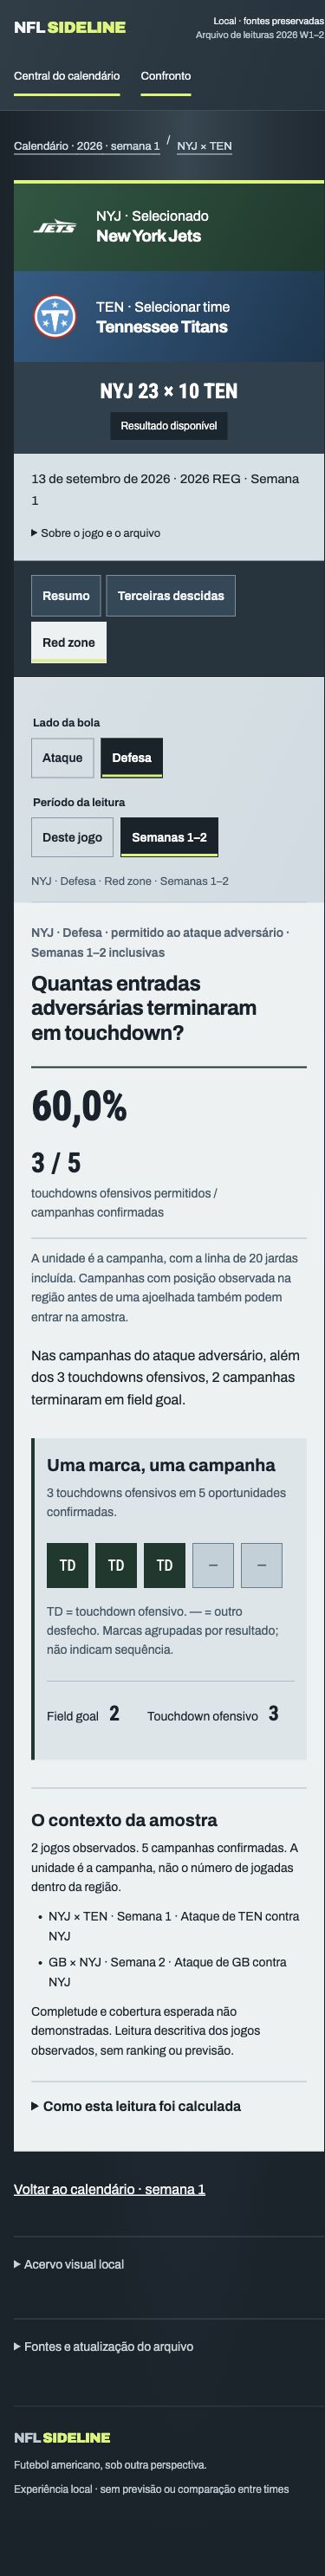 NFL SIDELINE
Local · fontes preservadas
Arquivo de leituras 2026 W1–2
Central do calendário
Confronto
Calendário · 2026 · semana 1 / NYJ × TEN
JETS
NYJ · Selecionado
New York Jets
T
TEN · Selecionar time
Tennessee Titans
NYJ 23 × 10 TEN
Resultado disponível
13 de setembro de 2026 · 2026 REG · Semana
1
▶ Sobre o jogo e o arquivo
Resumo
Terceiras descidas
Red zone
Lado da bola
Ataque
Defesa
Período da leitura
Deste jogo
Semanas 1–2
NYJ · Defesa · Red zone · Semanas 1–2
NYJ · Defesa · permitido ao ataque adversário ·
Semanas 1–2 inclusivas
Quantas entradas
adversárias terminaram
em touchdown?
60,0%
3 / 5
touchdowns ofensivos permitidos /
campanhas confirmadas
A unidade é a campanha, com a linha de 20 jardas
incluída. Campanhas com posição observada na
região antes de uma ajoelhada também podem
entrar na amostra.
Nas campanhas do ataque adversário, além
dos 3 touchdowns ofensivos, 2 campanhas
terminaram em field goal.
Uma marca, uma campanha
3 touchdowns ofensivos em 5 oportunidades
confirmadas.
TD TD TD — —
TD = touchdown ofensivo. — = outro
desfecho. Marcas agrupadas por resultado;
não indicam sequência.
Field goal 2 Touchdown ofensivo 3
O contexto da amostra
2 jogos observados. 5 campanhas confirmadas. A
unidade é a campanha, não o número de jogadas
dentro da região.
• NYJ × TEN · Semana 1 · Ataque de TEN contra
NYJ
• GB × NYJ · Semana 2 · Ataque de GB contra
NYJ
Completude e cobertura esperada não
demonstradas. Leitura descritiva dos jogos
observados, sem ranking ou previsão.
▶ Como esta leitura foi calculada
Voltar ao calendário · semana 1
▶ Acervo visual local
▶ Fontes e atualização do arquivo
NFL SIDELINE
Futebol americano, sob outra perspectiva.
Experiência local · sem previsão ou comparação entre times